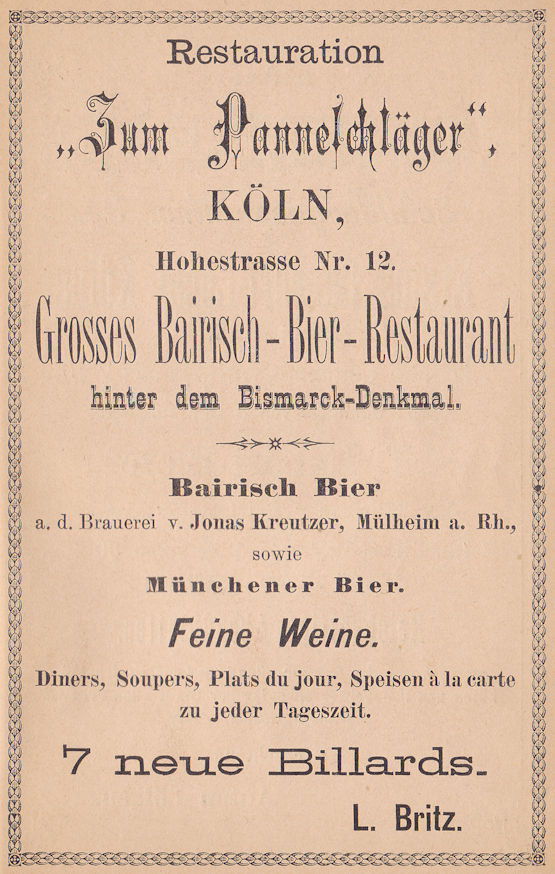 Restauration
„Zum Panneſchläger“,
KÖLN,
Hohestrasse Nr. 12.
Grosses Bairisch-Bier-Restaurant
hinter dem Bismarck-Denkmal.
Bairisch Bier
a. d. Brauerei v. Jonas Kreutzer, Mülheim a. Rh.,
sowie
Münchener Bier.
Feine Weine.
Diners, Soupers, Plats du jour, Speisen à la carte
zu jeder Tageszeit.
7 neue Billards.
L. Britz.